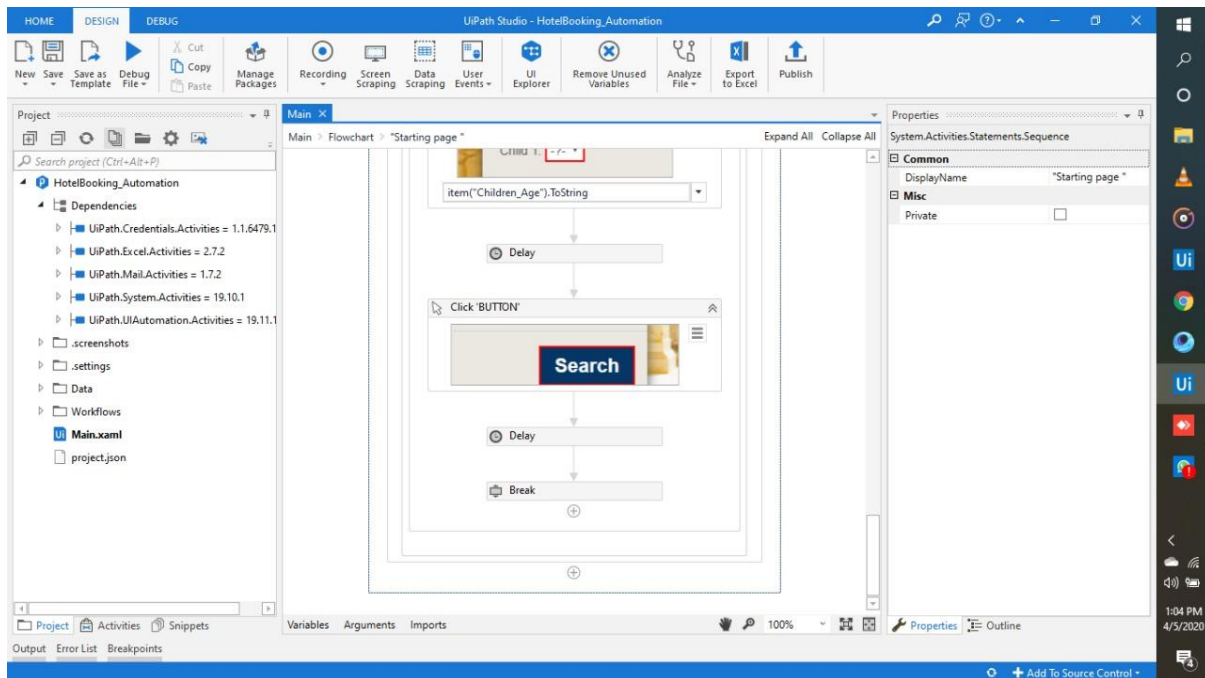 HOME DESIGN DEBUG
UiPath Studio - HotelBooking_Automation
New
Save
Save as Template
Debug File
Cut
Copy
Paste
Manage Packages
Recording
Screen Scraping
Data Scraping
User Events
UI Explorer
Remove Unused Variables
Analyze File
Export to Excel
Publish
Project
Search project (Ctrl+Alt+P)
HotelBooking_Automation
Dependencies
UiPath.Credentials.Activities = 1.1.6479.1
UiPath.Excel.Activities = 2.7.2
UiPath.Mail.Activities = 1.7.2
UiPath.System.Activities = 19.10.1
UiPath.UIAutomation.Activities = 19.11.1
.screenshots
.settings
Data
Workflows
Main.xaml
project.json
Project Activities Snippets
Main
Main > Flowchart > "Starting page "
Expand All Collapse All
Child 1: -/-
item("Children_Age").ToString
Delay
Click 'BUTTON'
Search
Delay
Break
Variables Arguments Imports
100%
Properties
System.Activities.Statements.Sequence
Common
DisplayName "Starting page "
Misc
Private
Properties Outline
Output Error List Breakpoints
Add To Source Control
Ui
Ui
1:04 PM
4/5/2020
4